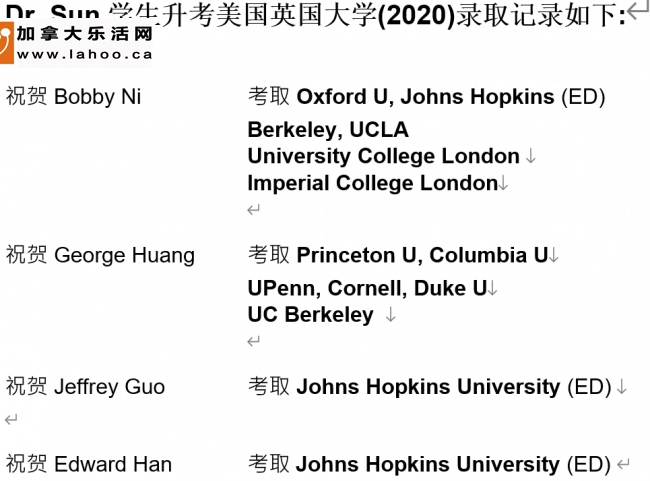 Dr. Sun 学生升考美国英国大学(2020)录取记录如下:
加拿大乐活网
www.lahoo.ca
祝贺 Bobby Ni 考取 Oxford U, Johns Hopkins (ED)
Berkeley, UCLA
University College London
Imperial College London
祝贺 George Huang 考取 Princeton U, Columbia U
UPenn, Cornell, Duke U
UC Berkeley
祝贺 Jeffrey Guo 考取 Johns Hopkins University (ED)
祝贺 Edward Han 考取 Johns Hopkins University (ED)